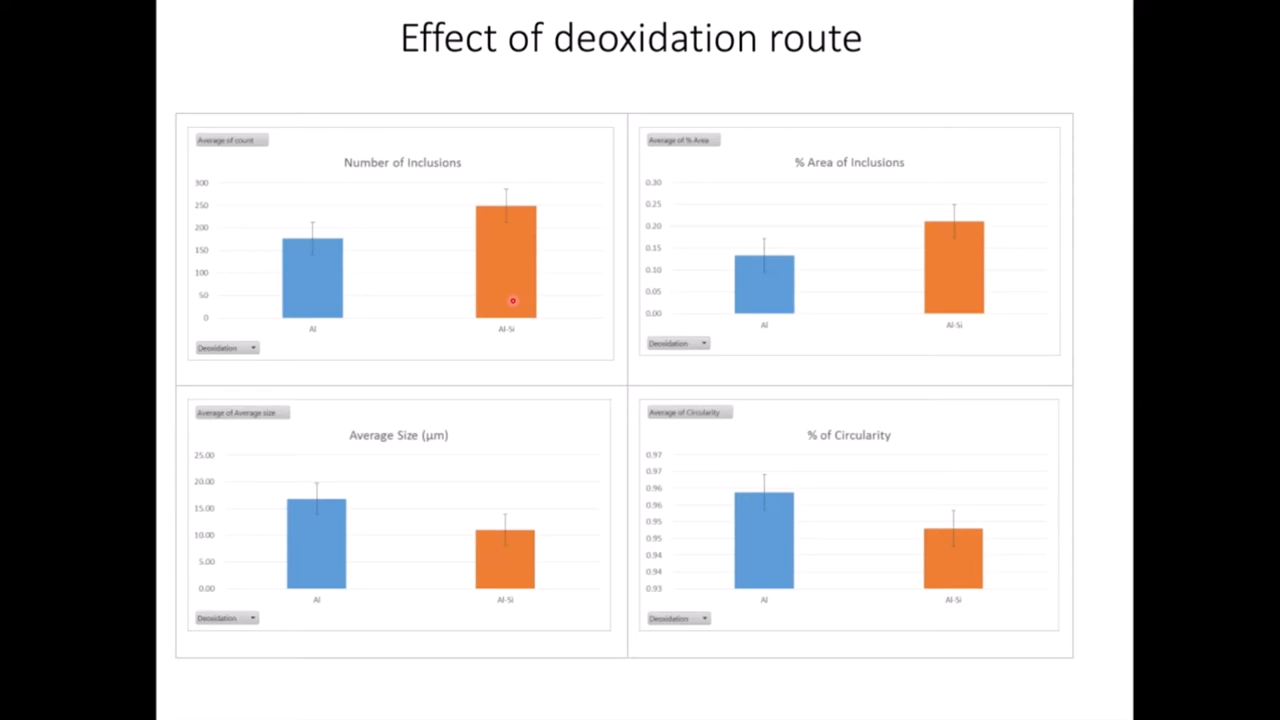 Effect of deoxidation route
Average of count
Number of Inclusions
300
250
200
150
100
50
0
Al
Al-Si
Deoxidation
Average of % Area
% Area of Inclusions
0.30
0.25
0.20
0.15
0.10
0.05
0.00
Al
Al-Si
Deoxidation
Average of Average size
Average Size (µm)
25.00
20.00
15.00
10.00
5.00
0.00
Al
Al-Si
Deoxidation
Average of Circularity
% of Circularity
0.97
0.97
0.96
0.96
0.95
0.95
0.94
0.94
0.93
Al
Al-Si
Deoxidation